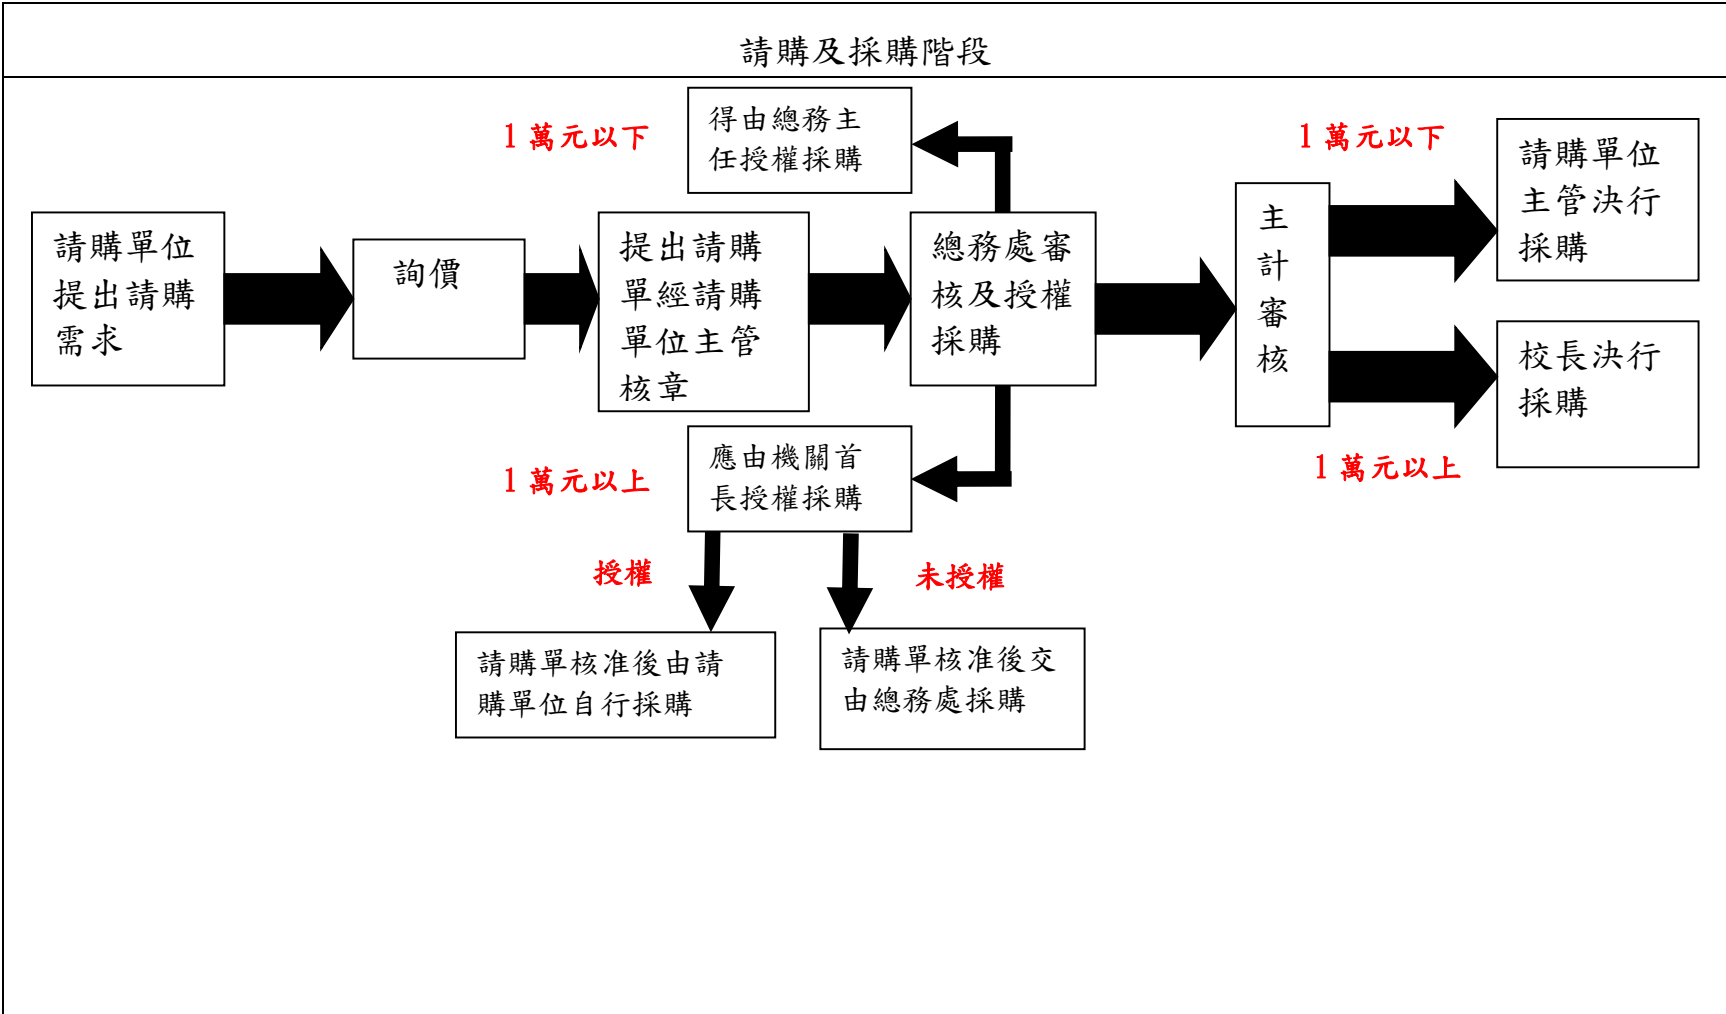 請購及採購階段
1 萬元以下
得由總務主
任授權採購
1 萬元以下
請購單位
主管決行
採購
請購單位
提出請購
需求
詢價
提出請購
單經請購
單位主管
核章
總務處審
核及授權
採購
主
計
審
核
校長決行
採購
1 萬元以上
應由機關首
長授權採購
1 萬元以上
授權
未授權
請購單核准後由請
購單位自行採購
請購單核准後交
由總務處採購